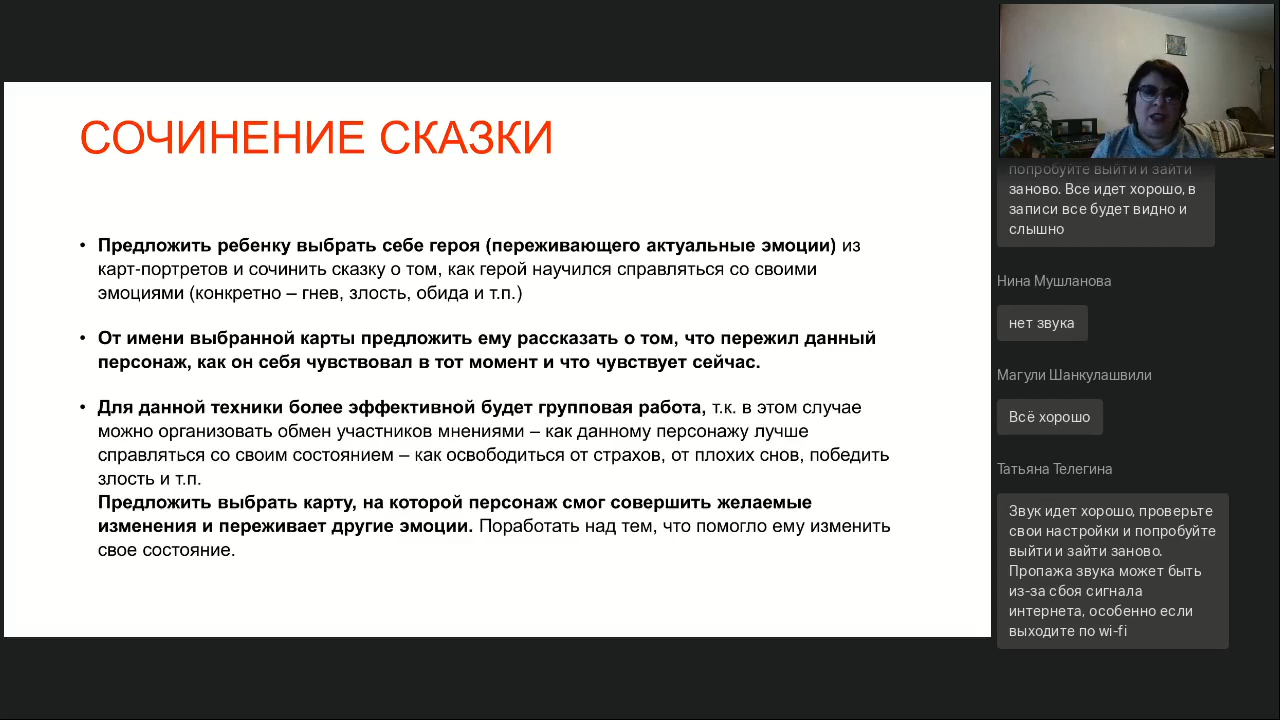 СОЧИНЕНИЕ СКАЗКИ
• Предложить ребенку выбрать себе героя (переживающего актуальные эмоции) из
карт-портретов и сочинить сказку о том, как герой научился справляться со своими
эмоциями (конкретно – гнев, злость, обида и т.п.)
• От имени выбранной карты предложить ему рассказать о том, что пережил данный
персонаж, как он себя чувствовал в тот момент и что чувствует сейчас.
• Для данной техники более эффективной будет групповая работа, т.к. в этом случае
можно организовать обмен участников мнениями – как данному персонажу лучше
справляться со своим состоянием – как освободиться от страхов, от плохих снов, победить
злость и т.п.
Предложить выбрать карту, на которой персонаж смог совершить желаемые
изменения и переживает другие эмоции. Поработать над тем, что помогло ему изменить
свое состояние.
попробуйте выйти и зайти
заново. Все идет хорошо, в
записи все будет видно и
слышно
Нина Мушланова
нет звука
Магули Шанкулашвили
Всё хорошо
Татьяна Телегина
Звук идет хорошо, проверьте
свои настройки и попробуйте
выйти и зайти заново.
Пропажа звука может быть
из-за сбоя сигнала
интернета, особенно если
выходите по wi-fi